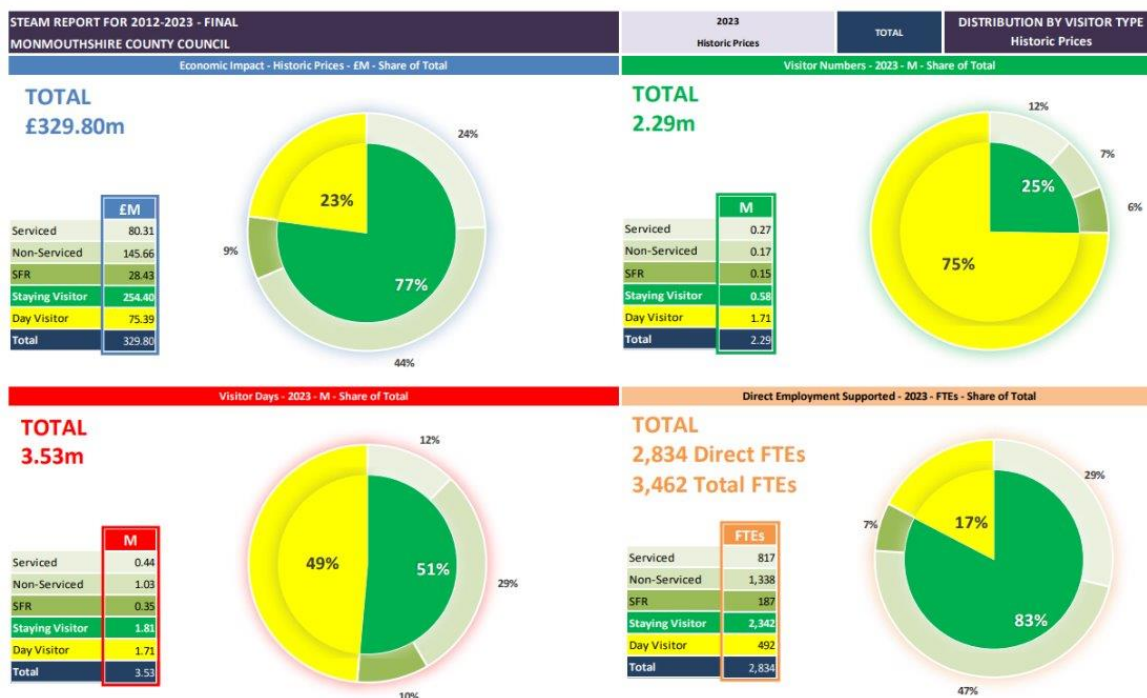 STEAM REPORT FOR 2012-2023 - FINAL
MONMOUTHSHIRE COUNTY COUNCIL
2023
Historic Prices
TOTAL
DISTRIBUTION BY VISITOR TYPE
Historic Prices
Economic Impact - Historic Prices - £M - Share of Total
TOTAL
£329.80m
24%
23%
9%
77%
44%
£M
Serviced 80.31
Non-Serviced 145.66
SFR 28.43
Staying Visitor 254.40
Day Visitor 75.39
Total 329.80
Visitor Numbers - 2023 - M - Share of Total
TOTAL
2.29m
12%
7%
25%
6%
75%
M
Serviced 0.27
Non-Serviced 0.17
SFR 0.15
Staying Visitor 0.58
Day Visitor 1.71
Total 2.29
Visitor Days - 2023 - M - Share of Total
TOTAL
3.53m
12%
49%
51%
29%
10%
M
Serviced 0.44
Non-Serviced 1.03
SFR 0.35
Staying Visitor 1.81
Day Visitor 1.71
Total 3.53
Direct Employment Supported - 2023 - FTEs - Share of Total
TOTAL
2,834 Direct FTEs
3,462 Total FTEs
29%
7%
17%
83%
47%
FTEs
Serviced 817
Non-Serviced 1,338
SFR 187
Staying Visitor 2,342
Day Visitor 492
Total 2,834